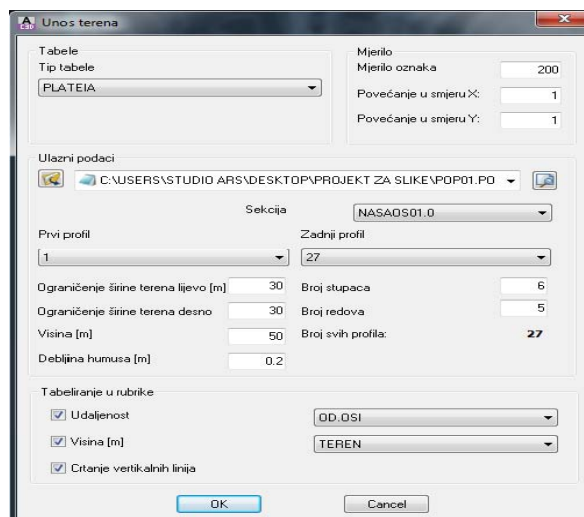 Unos terena
Tabele
Tip tabele
PLATEIA
Mjerilo
Mjerilo oznaka 200
Povećanje u smjeru X: 1
Povećanje u smjeru Y: 1
Ulazni podaci
C:\USERS\STUDIO ARS\DESKTOP\PROJEKT ZA SLIKE\POP01.PO
Sekcija NASAOS01.0
Prvi profil Zadnji profil
1 27
Ograničenje širine terena lijevo [m] 30 Broj stupaca 6
Ograničenje širine terena desno 30 Broj redova 5
Visina [m] 50 Broj svih profila: 27
Debljina humusa [m] 0.2
Tabeliranje u rubrike
Udaljenost OD.OSI
Visina [m] TEREN
Crtanje vertikalnih linija
OK Cancel